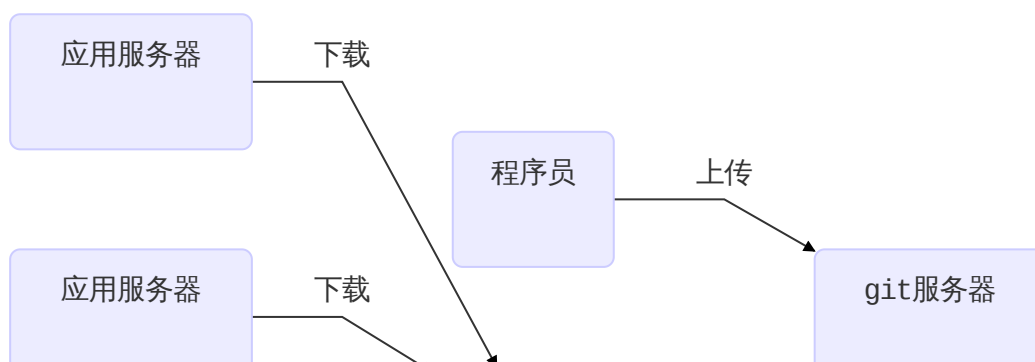 应用服务器
下载
程序员
上传
应用服务器
下载
git服务器